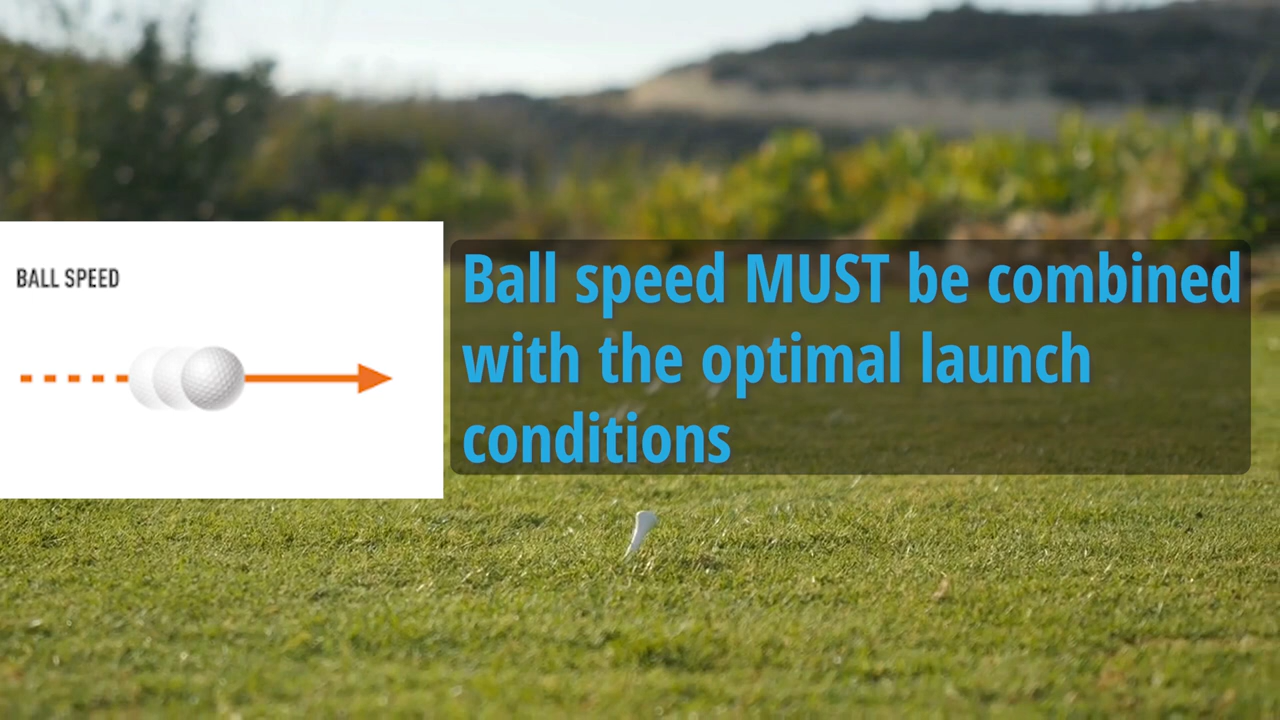 BALL SPEED
Ball speed MUST be combined
with the optimal launch
conditions